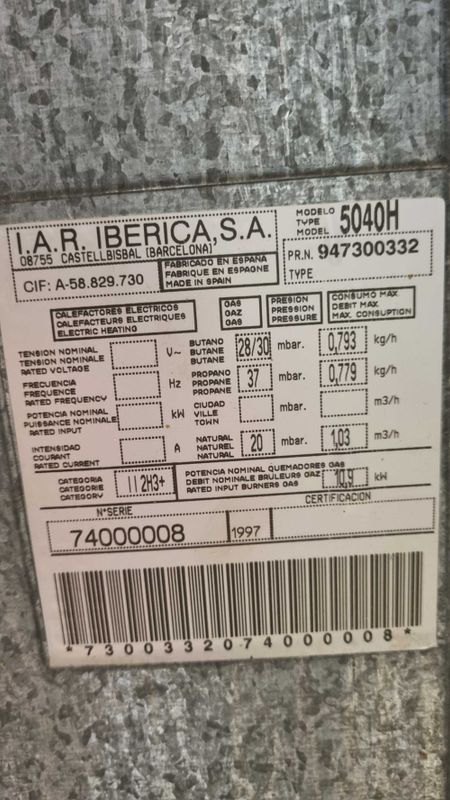 I.A.R. IBERICA, S.A.
08755 CASTELLBISBAL (BARCELONA)
MODELO
TYPE
MODEL
5040H
CIF: A-58.829.730
FABRICADO EN ESPAÑA
FABRIQUE EN ESPAGNE
MADE IN SPAIN
PR.N. 947300332
TYPE
CALEFACTORES ELECTRICOS
CALEFACTEURS ELECTRIQUES
ELECTRIC HEATING
GAS
GAZ
GAS
PRESION
PRESSION
PRESSURE
CONSUMO MAX.
DEBIT MAX.
MAX. CONSUPTION
TENSION NOMINAL
TENSION NOMINALE
RATED VOLTAGE
V~
BUTANO
BUTANE
BUTANE
28/30 mbar. 0,793 kg/h
FRECUENCIA
FREQUENCE
RATED FREQUENCY
Hz
PROPANO
PROPANE
PROPANE
37 mbar. 0,779 kg/h
POTENCIA NOMINAL
PUISSANCE NOMINALE
RATED INPUT
kW
CIUDAD
VILLE
TOWN
mbar. m3/h
INTENSIDAD
COURANT
RATED CURRENT
A
NATURAL
NATUREL
NATURAL
20 mbar. 1,03 m3/h
CATEGORIA
CATEGORIE
CATEGORY
II2H3+
POTENCIA NOMINAL QUEMADORES GAS
DEBIT NOMINALE BRULEURS GAZ
RATED INPUT BURNERS GAS
kW
Nº SERIE
74000008
1997
CERTIFICACION
*7300332074000008*